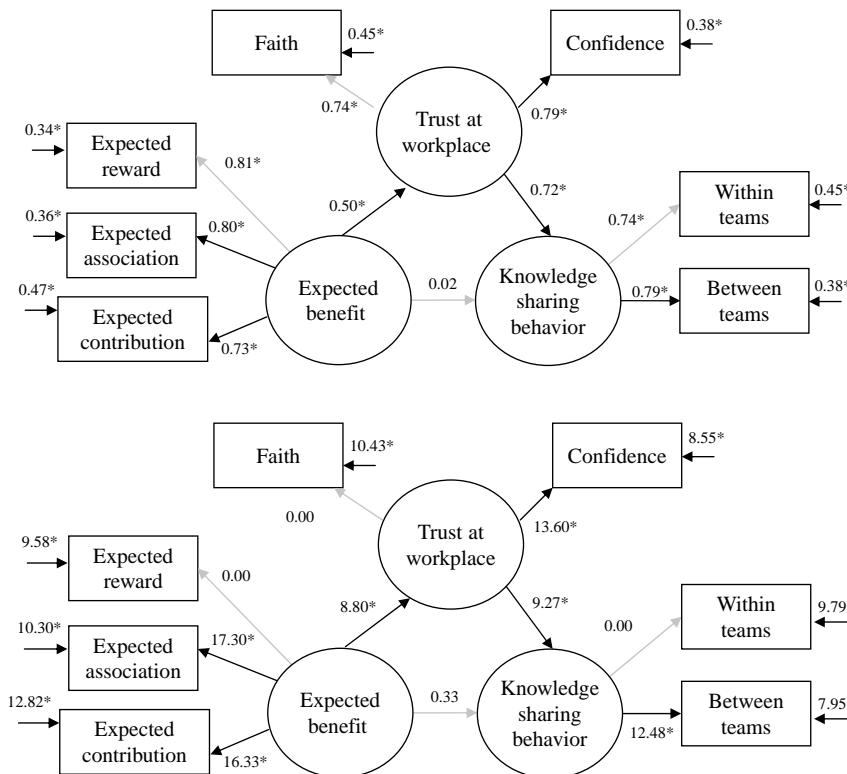 Faith
0.45*
Confidence
0.38*
0.74*
Trust at
workplace
0.79*
0.34*
Expected
reward
0.81*
0.36*
Expected
association
0.80*
0.50*
0.72*
0.74*
Within
teams
0.45*
0.47*
Expected
contribution
0.73*
Expected
benefit
0.02
Knowledge
sharing
behavior
0.79*
Between
teams
0.38*
Faith
10.43*
Confidence
8.55*
0.00
Trust at
workplace
13.60*
9.58*
Expected
reward
0.00
10.30*
Expected
association
17.30*
8.80*
9.27*
0.00
Within
teams
9.79
12.82*
Expected
contribution
16.33*
Expected
benefit
0.33
Knowledge
sharing
behavior
12.48*
Between
teams
7.95